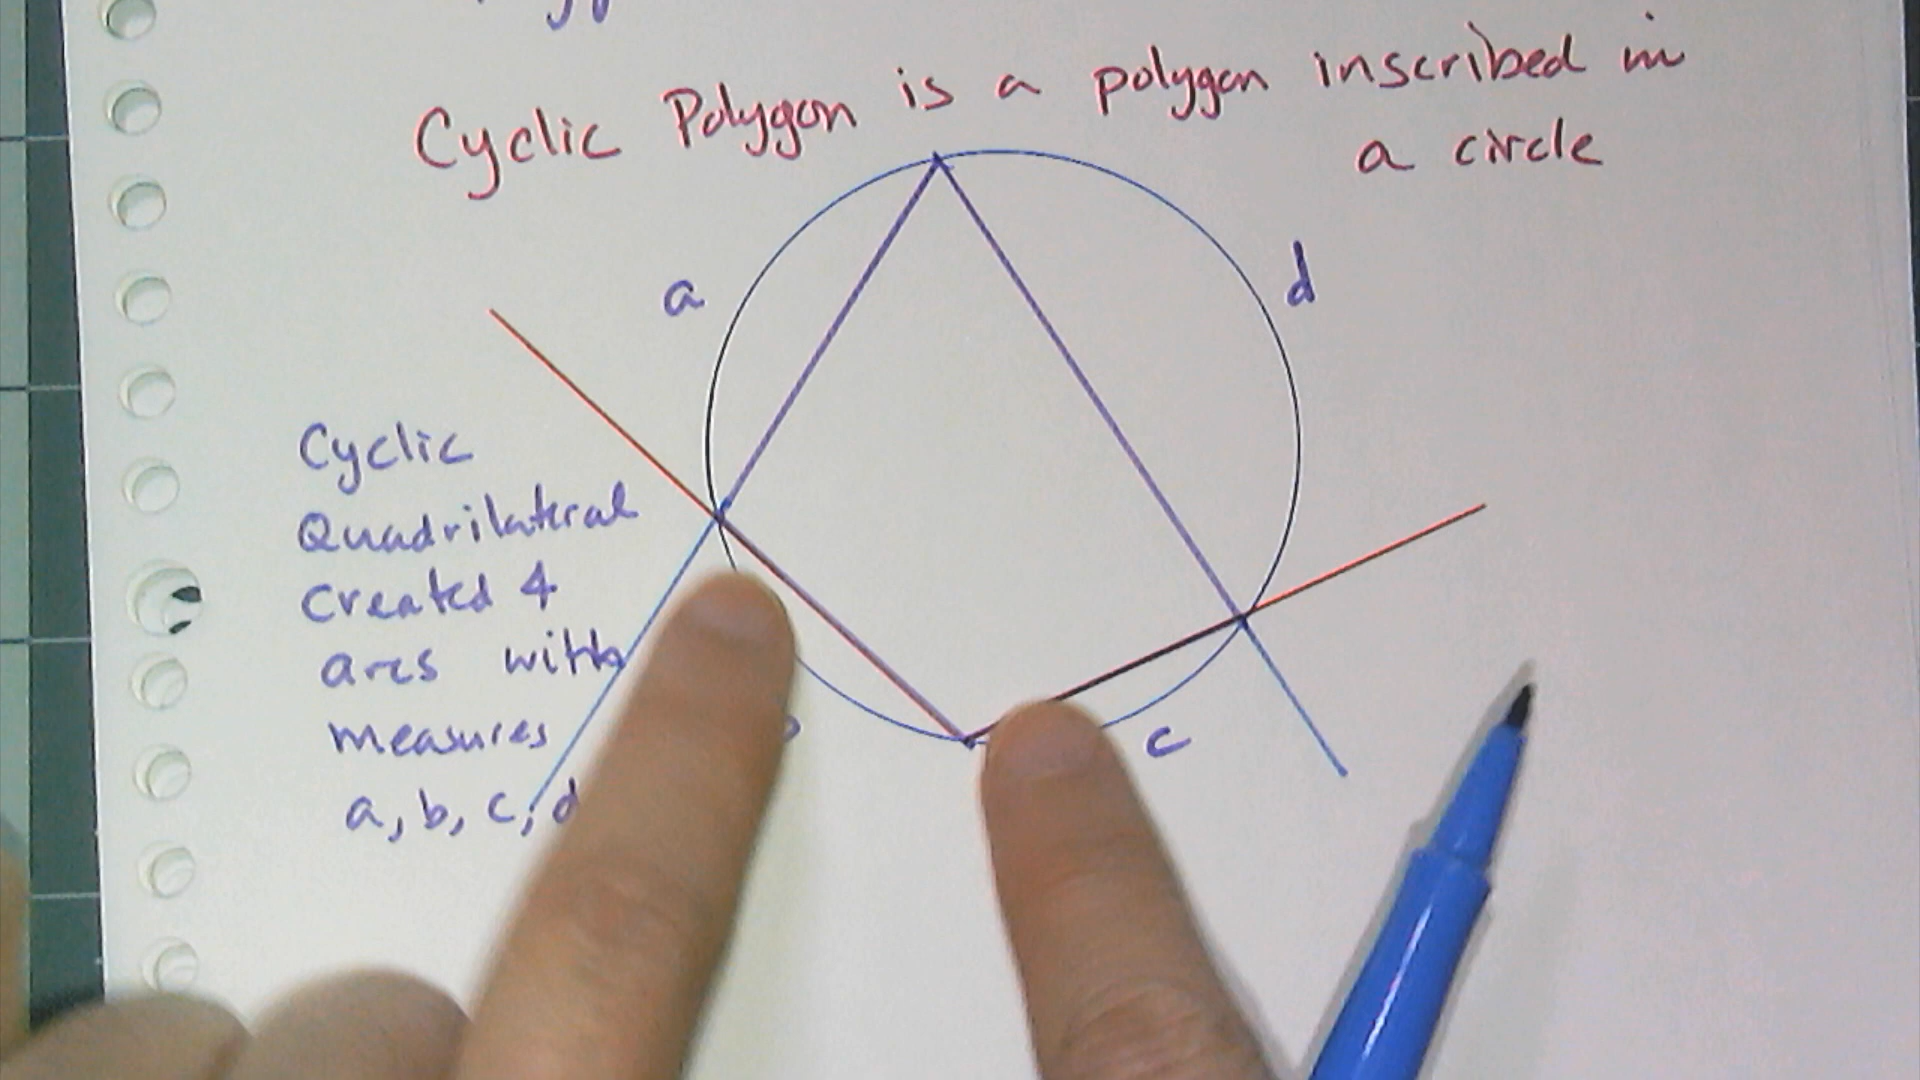 Cyclic Polygon is a polygon inscribed in
a circle
a
d
Cyclic
Quadrilateral
created 4
arcs with
measures
a, b, c, d
c